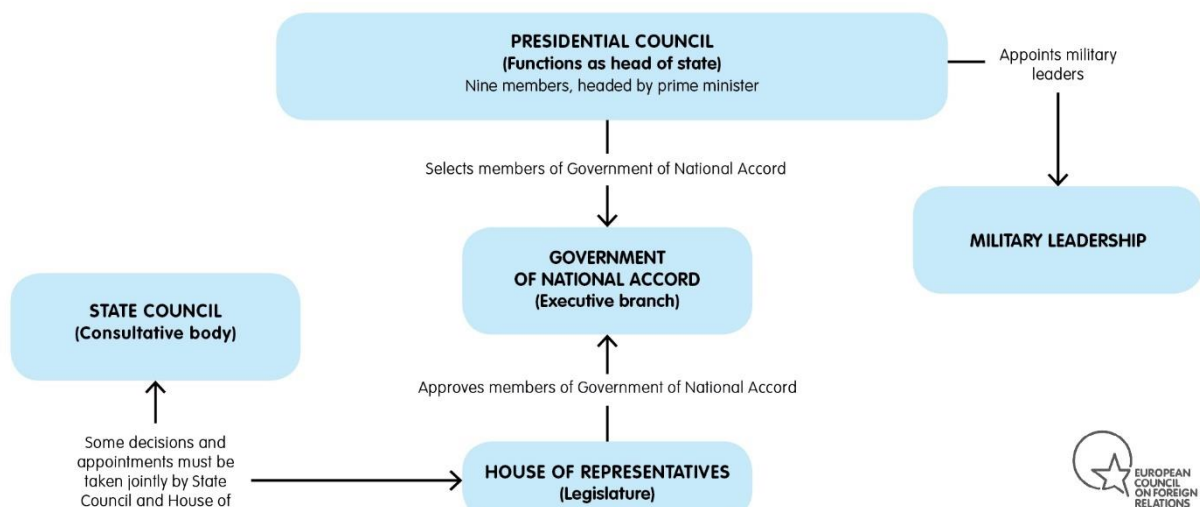 PRESIDENTIAL COUNCIL
(Functions as head of state)
Nine members, headed by prime minister
Appoints military
leaders
Selects members of Government of National Accord
MILITARY LEADERSHIP
GOVERNMENT
OF NATIONAL ACCORD
(Executive branch)
STATE COUNCIL
(Consultative body)
Approves members of Government of National Accord
Some decisions and
appointments must be
taken jointly by State
Council and House of
HOUSE OF REPRESENTATIVES
(Legislature)
EUROPEAN
COUNCIL
ON FOREIGN
RELATIONS